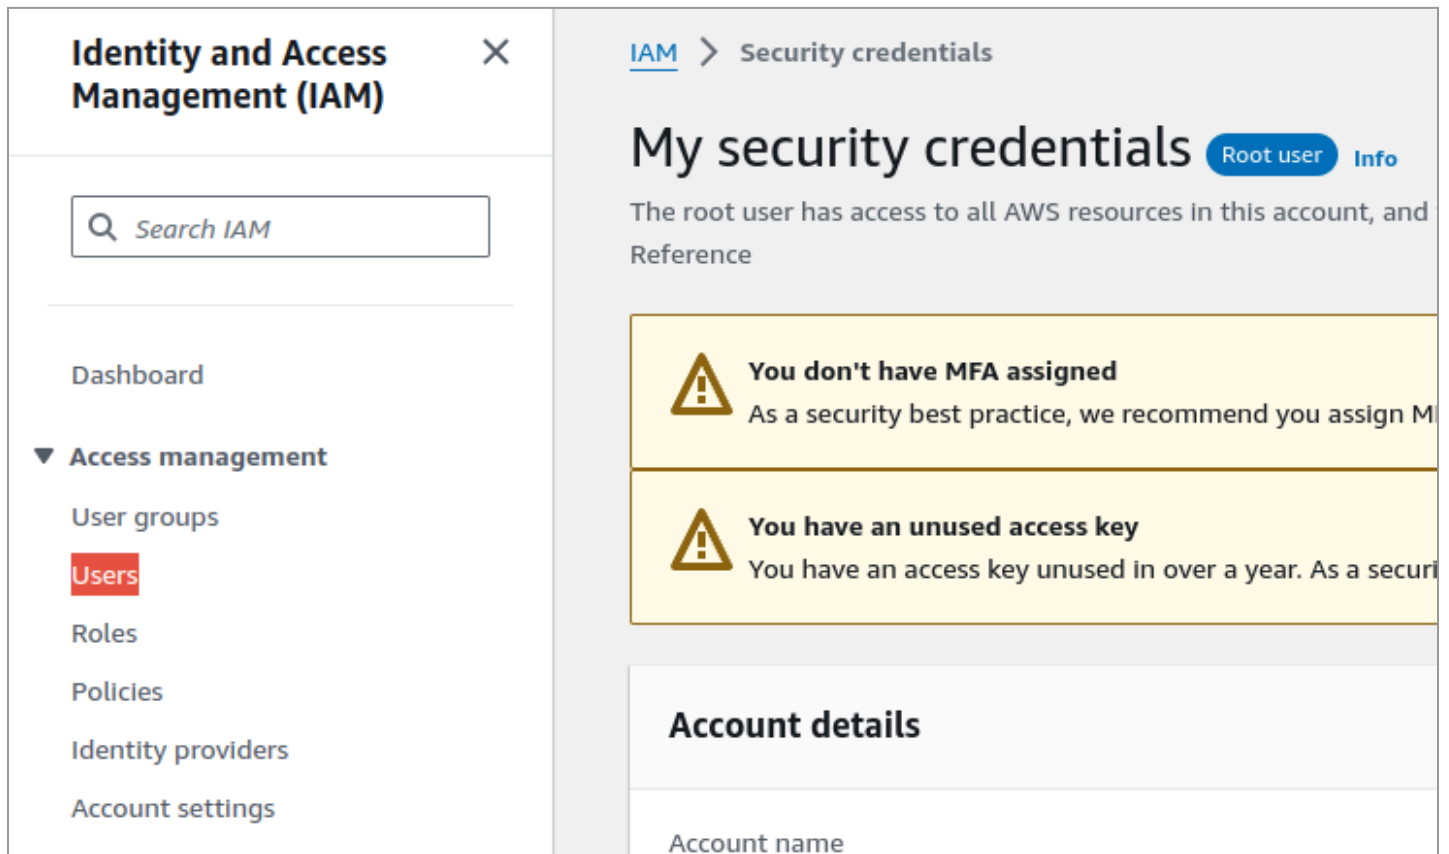 Identity and Access
Management (IAM)
Search IAM
Dashboard
Access management
User groups
Users
Roles
Policies
Identity providers
Account settings
IAM > Security credentials
My security credentials Root user Info
The root user has access to all AWS resources in this account, and
Reference
You don't have MFA assigned
As a security best practice, we recommend you assign
You have an unused access key
You have an access key unused in over a year. As a
Account details
Account name